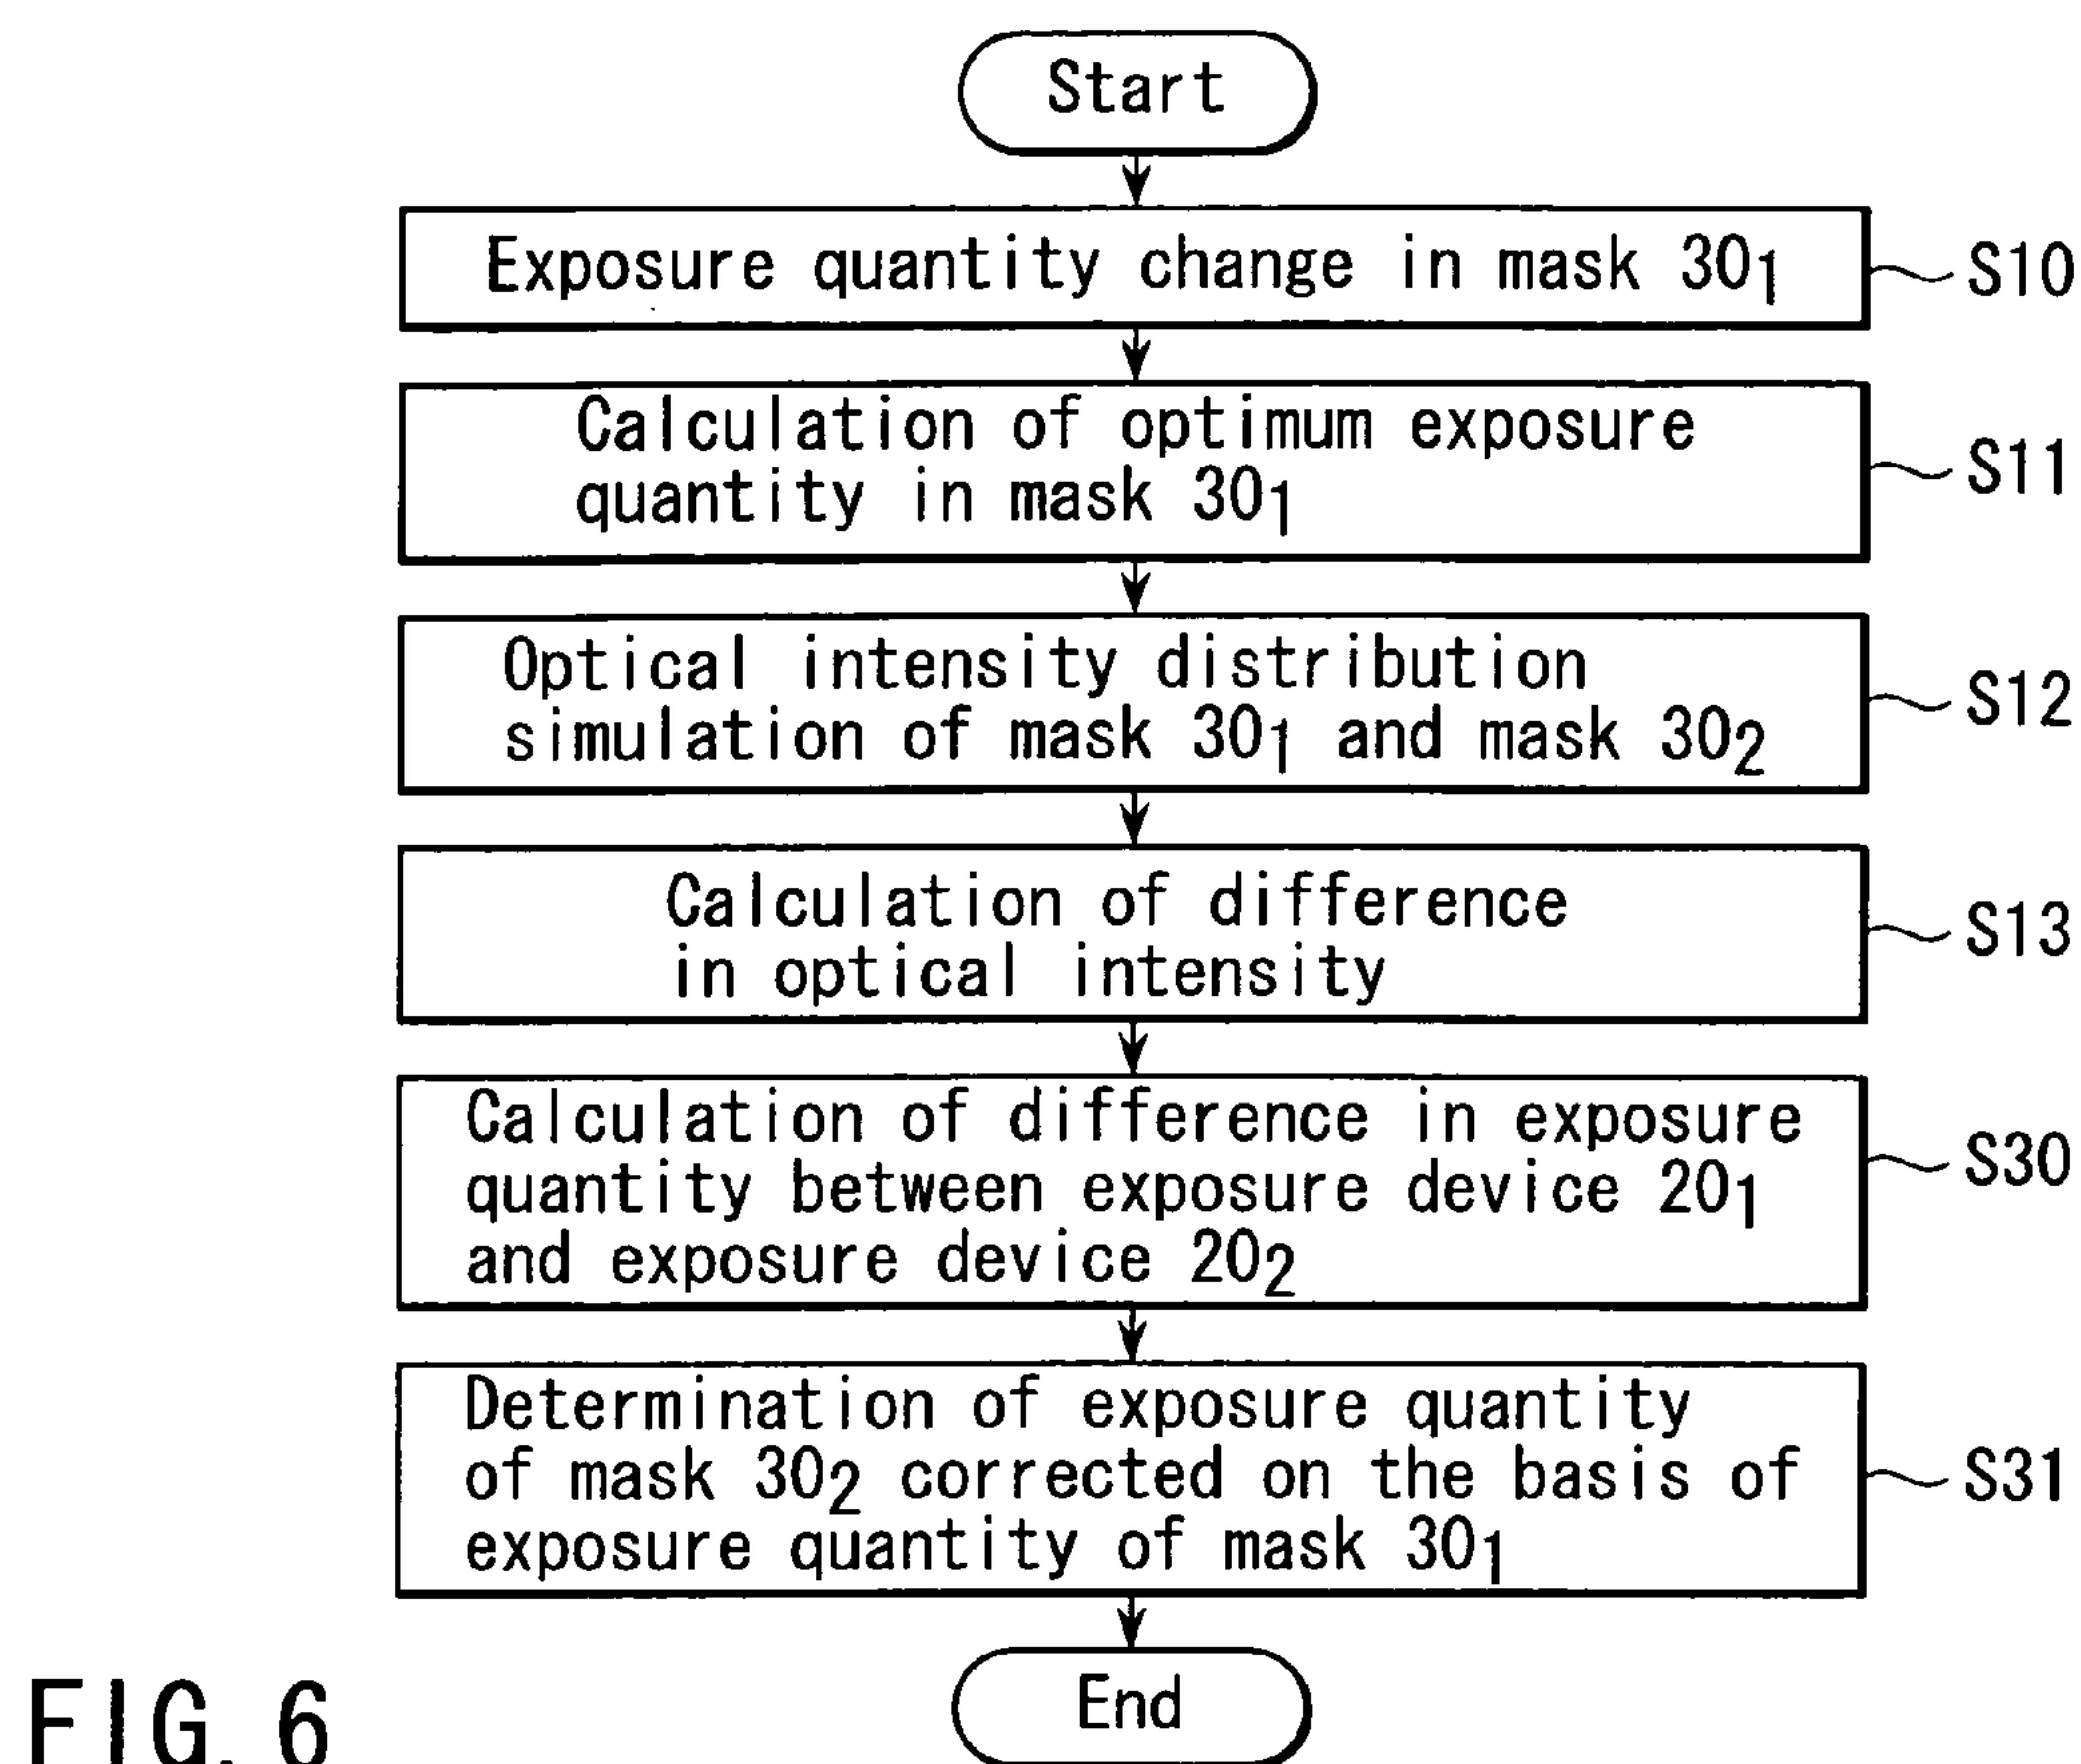 Start
Exposure quantity change in mask 30₁
S10
Calculation of optimum exposure
quantity in mask 30₁
S11
Optical intensity distribution
simulation of mask 30₁ and mask 30₂
S12
Calculation of difference
in optical intensity
S13
Calculation of difference in exposure
quantity between exposure device 20₁
and exposure device 20₂
S30
Determination of exposure quantity
of mask 30₂ corrected on the basis of
exposure quantity of mask 30₁
S31
End
FIG. 6